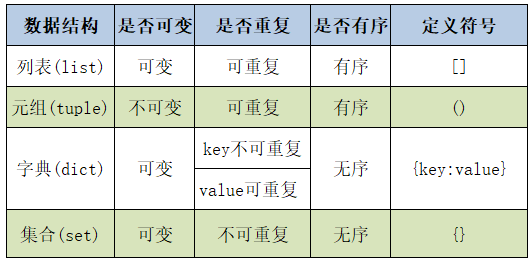 数据结构 是否可变 是否重复 是否有序 定义符号
列表(list) 可变 可重复 有序 []
元组(tuple) 不可变 可重复 有序 ()
字典(dict) 可变 key不可重复 无序 {key:value}
value可重复
集合(set) 可变 不可重复 无序 {}